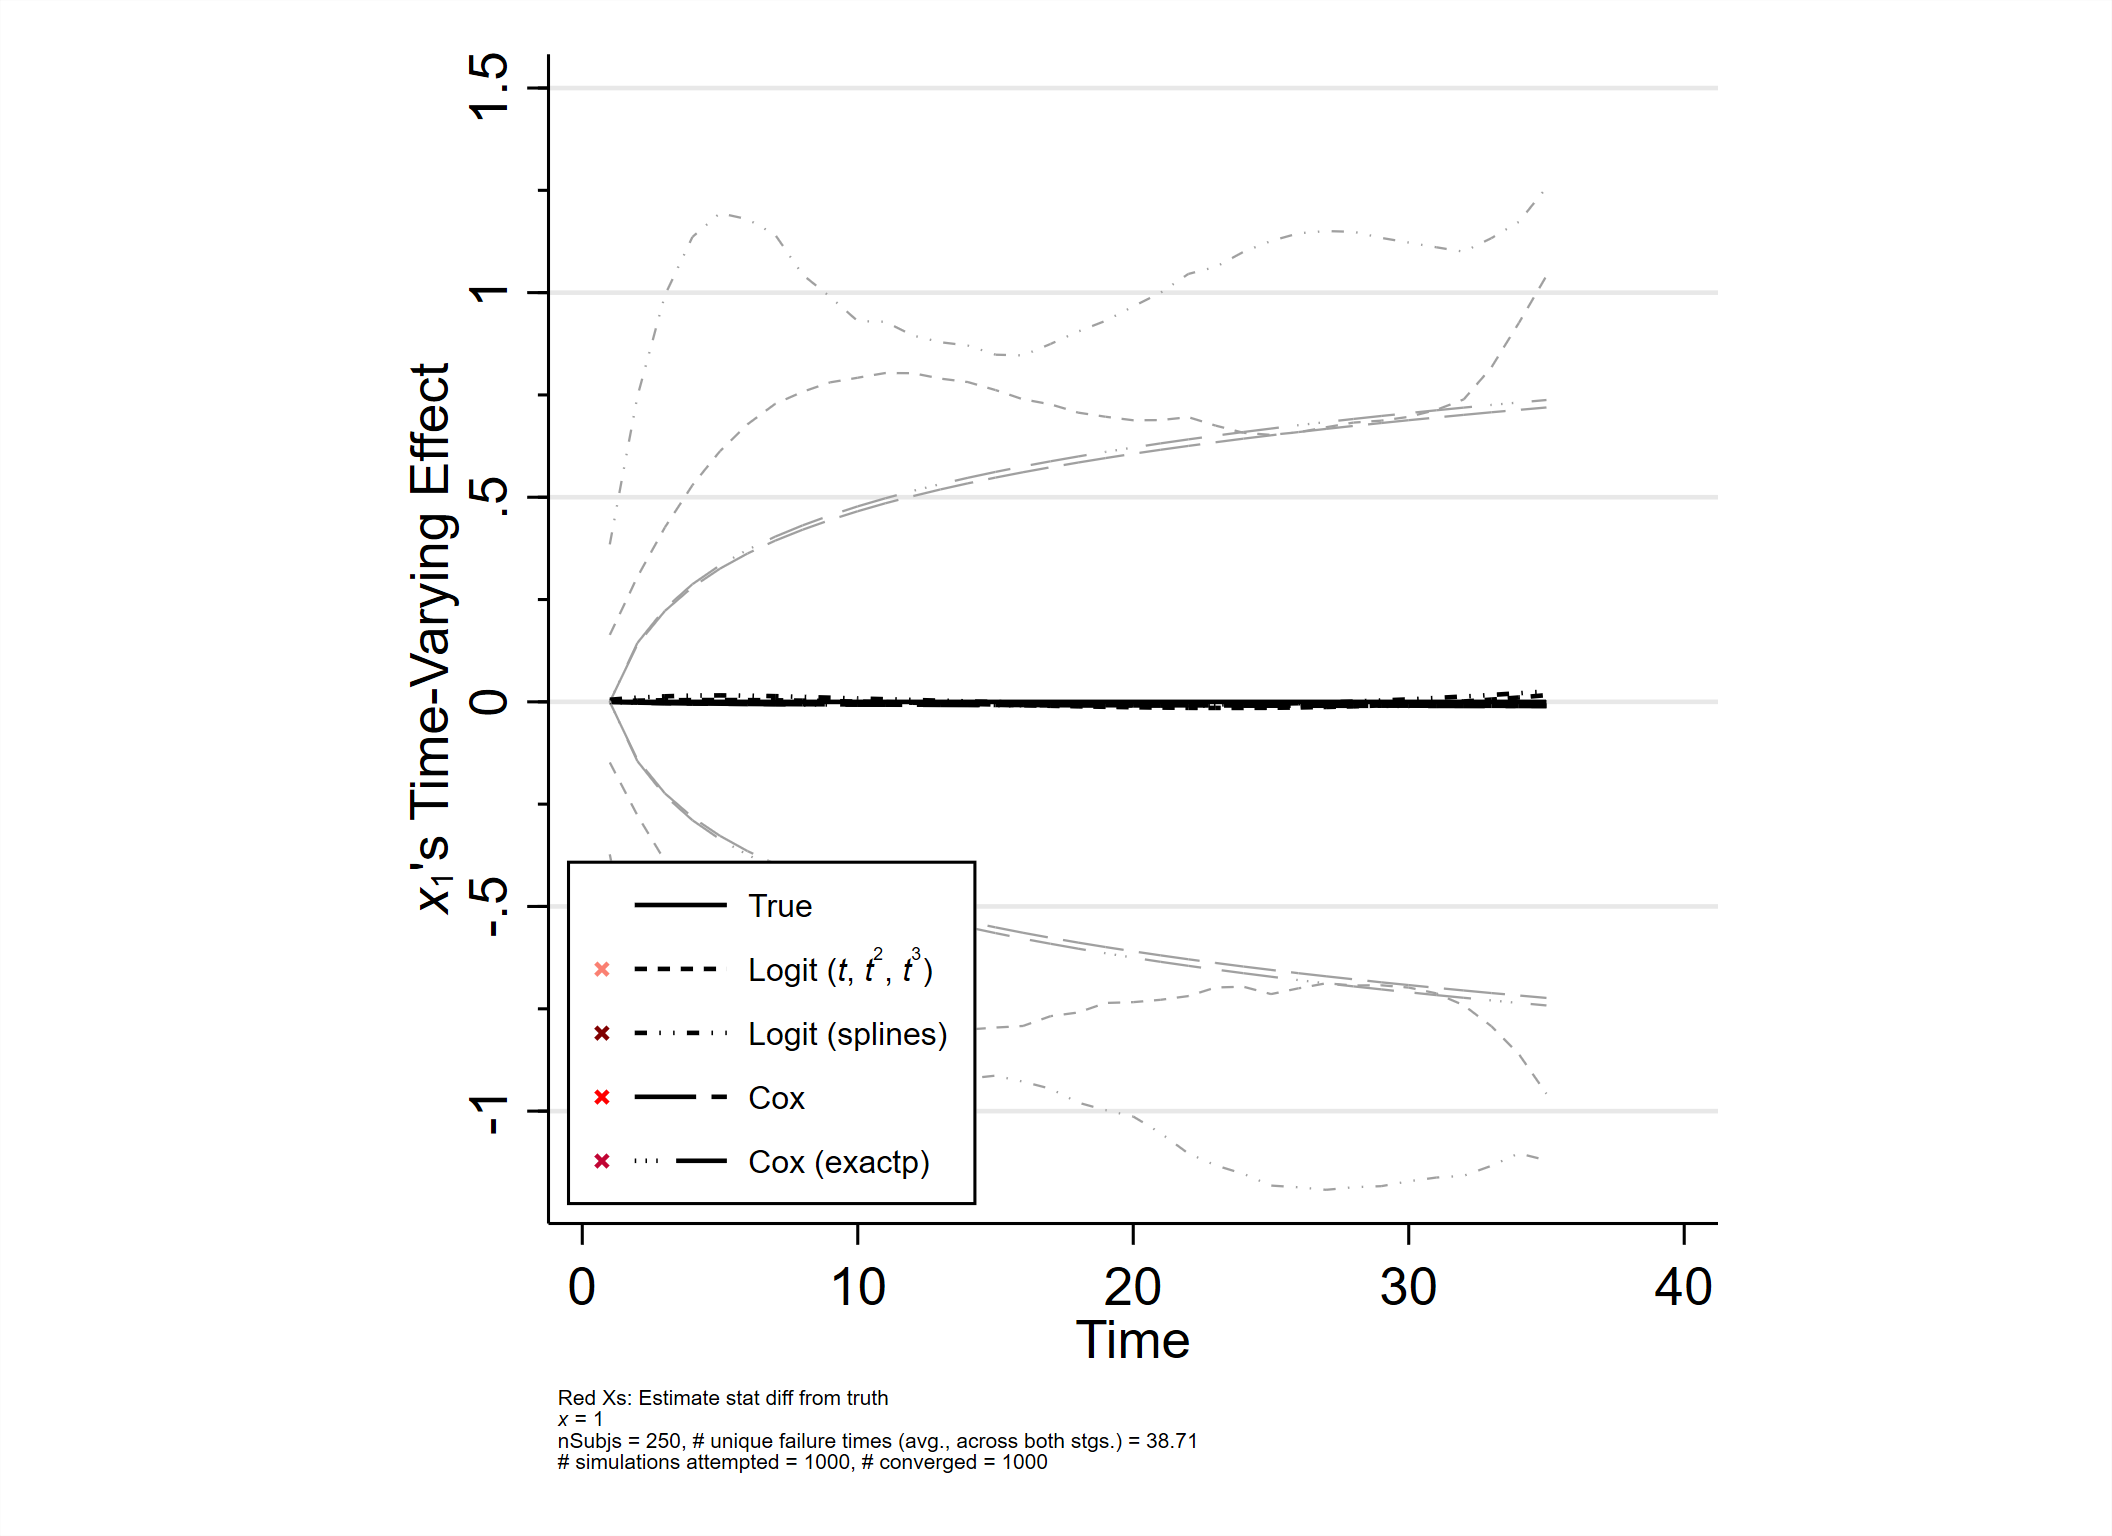 1.5
1
.5
0
-.5
-1
x₁'s Time-Varying Effect
True
Logit (t, t², t³)
Logit (splines)
Cox
Cox (exactp)
0 10 20 30 40
Time
Red Xs: Estimate stat diff from truth
x = 1
nSubjs = 250, # unique failure times (avg., across both stgs.) = 38.71
# simulations attempted = 1000, # converged = 1000